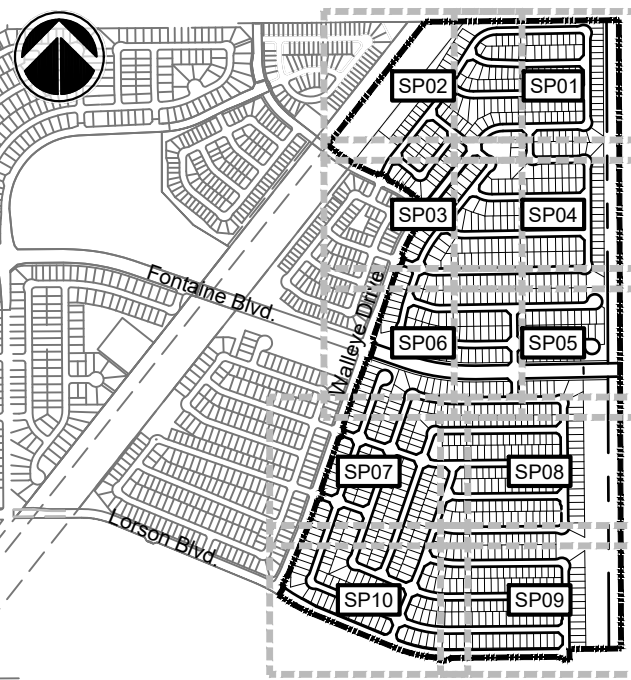 SP02
SP01
SP03
SP04
Fontaine Blvd.
Walleye Drive
SP06
SP05
SP07
SP08
Lorson Blvd.
SP10
SP09